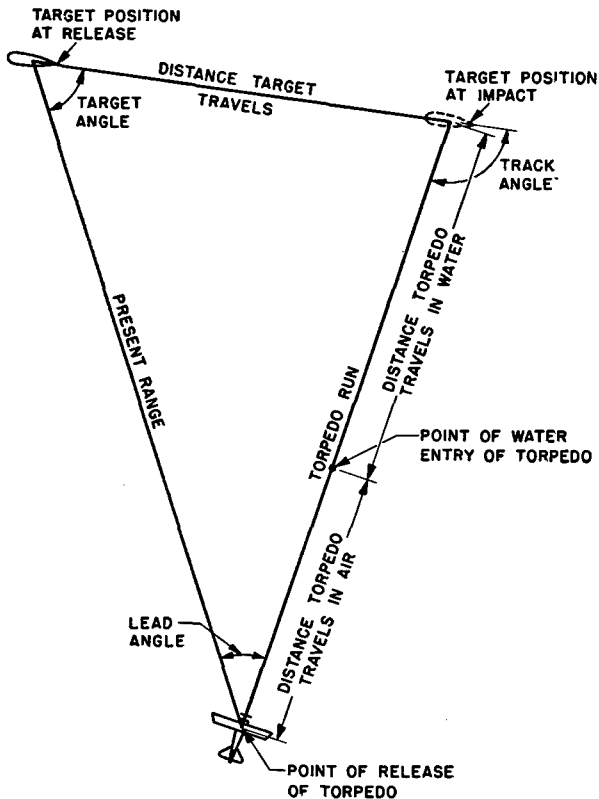 TARGET POSITION
AT RELEASE
DISTANCE TARGET
TRAVELS
TARGET POSITION
AT IMPACT
TARGET
ANGLE
TRACK
ANGLE
PRESENT RANGE
TORPEDO RUN
DISTANCE TORPEDO
TRAVELS IN WATER
POINT OF WATER
ENTRY OF TORPEDO
DISTANCE TORPEDO
TRAVELS IN AIR
LEAD
ANGLE
POINT OF RELEASE
OF TORPEDO